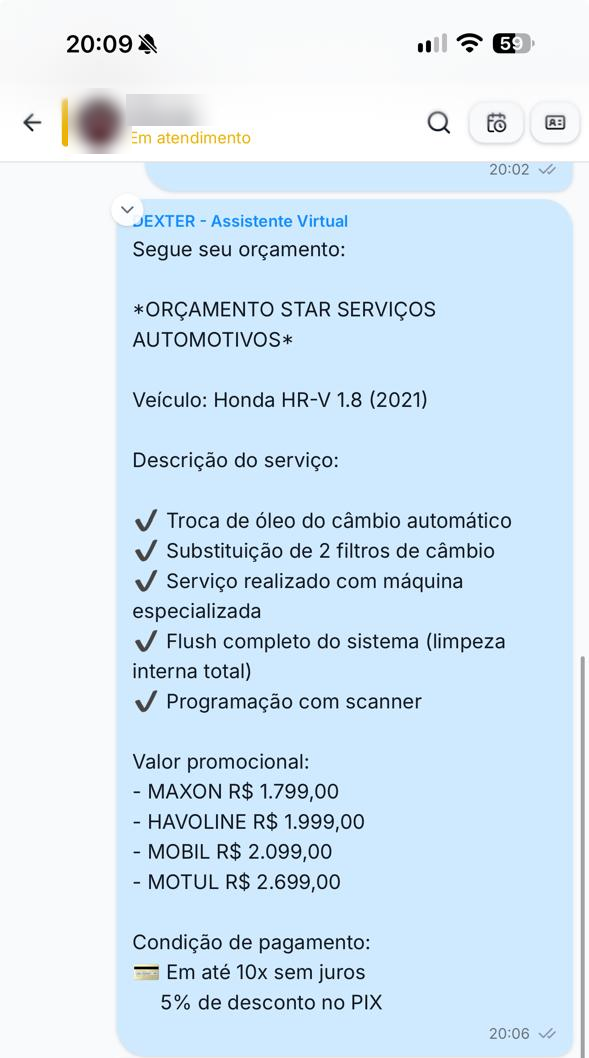 20:09
59
Em atendimento
20:02
DEXTER - Assistente Virtual
Segue seu orçamento:
*ORÇAMENTO STAR SERVIÇOS
AUTOMOTIVOS*
Veículo: Honda HR-V 1.8 (2021)
Descrição do serviço:
✔️ Troca de óleo do câmbio automático
✔️ Substituição de 2 filtros de câmbio
✔️ Serviço realizado com máquina
especializada
✔️ Flush completo do sistema (limpeza
interna total)
✔️ Programação com scanner
Valor promocional:
- MAXON R$ 1.799,00
- HAVOLINE R$ 1.999,00
- MOBIL R$ 2.099,00
- MOTUL R$ 2.699,00
Condição de pagamento:
💳 Em até 10x sem juros
5% de desconto no PIX
20:06